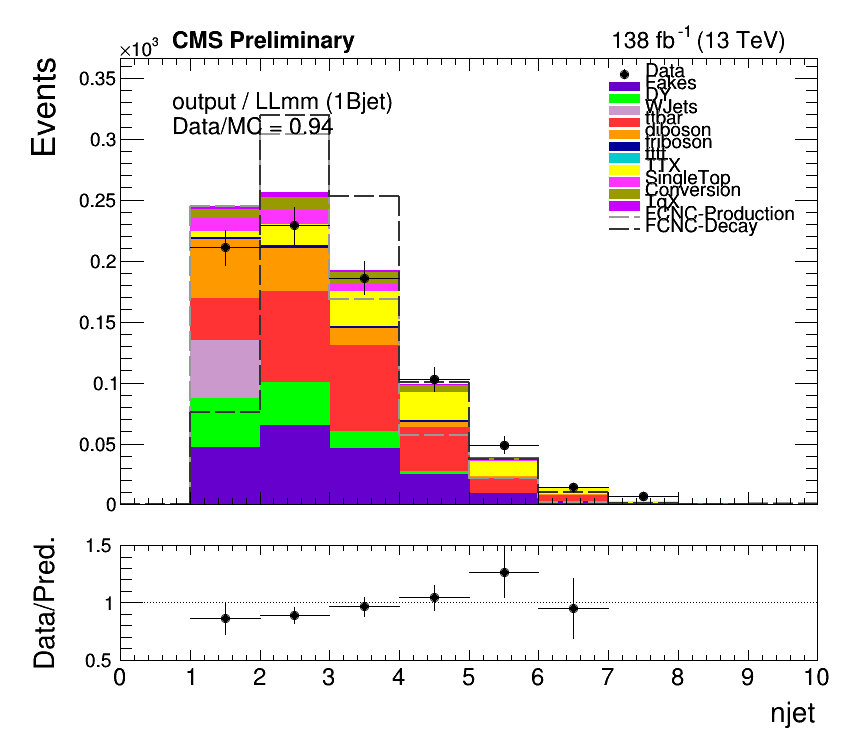 ×10³ CMS Preliminary 138 fb⁻¹ (13 TeV)
Events
0.35
0.3
0.25
0.2
0.15
0.1
0.05
0
output / LLmm (1Bjet)
Data/MC = 0.94
Data
Fakes
DY
WJets
ttbar
diboson
triboson
tttt
TTX
SingleTop
Conversion
TqX
FCNC-Production
FCNC-Decay
Data/Pred.
1.5
1
0.5
0 1 2 3 4 5 6 7 8 9 10
njet